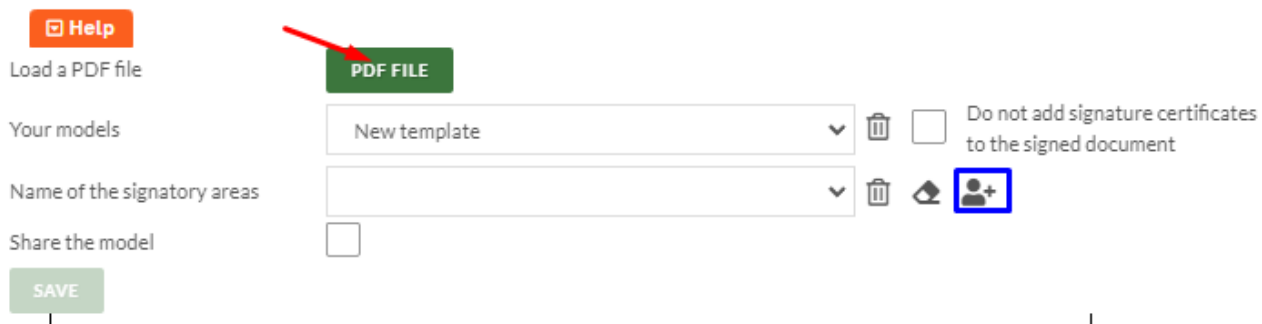 Help
Load a PDF file
PDF FILE
Your models
New template
Do not add signature certificates
to the signed document
Name of the signatory areas
Share the model
SAVE